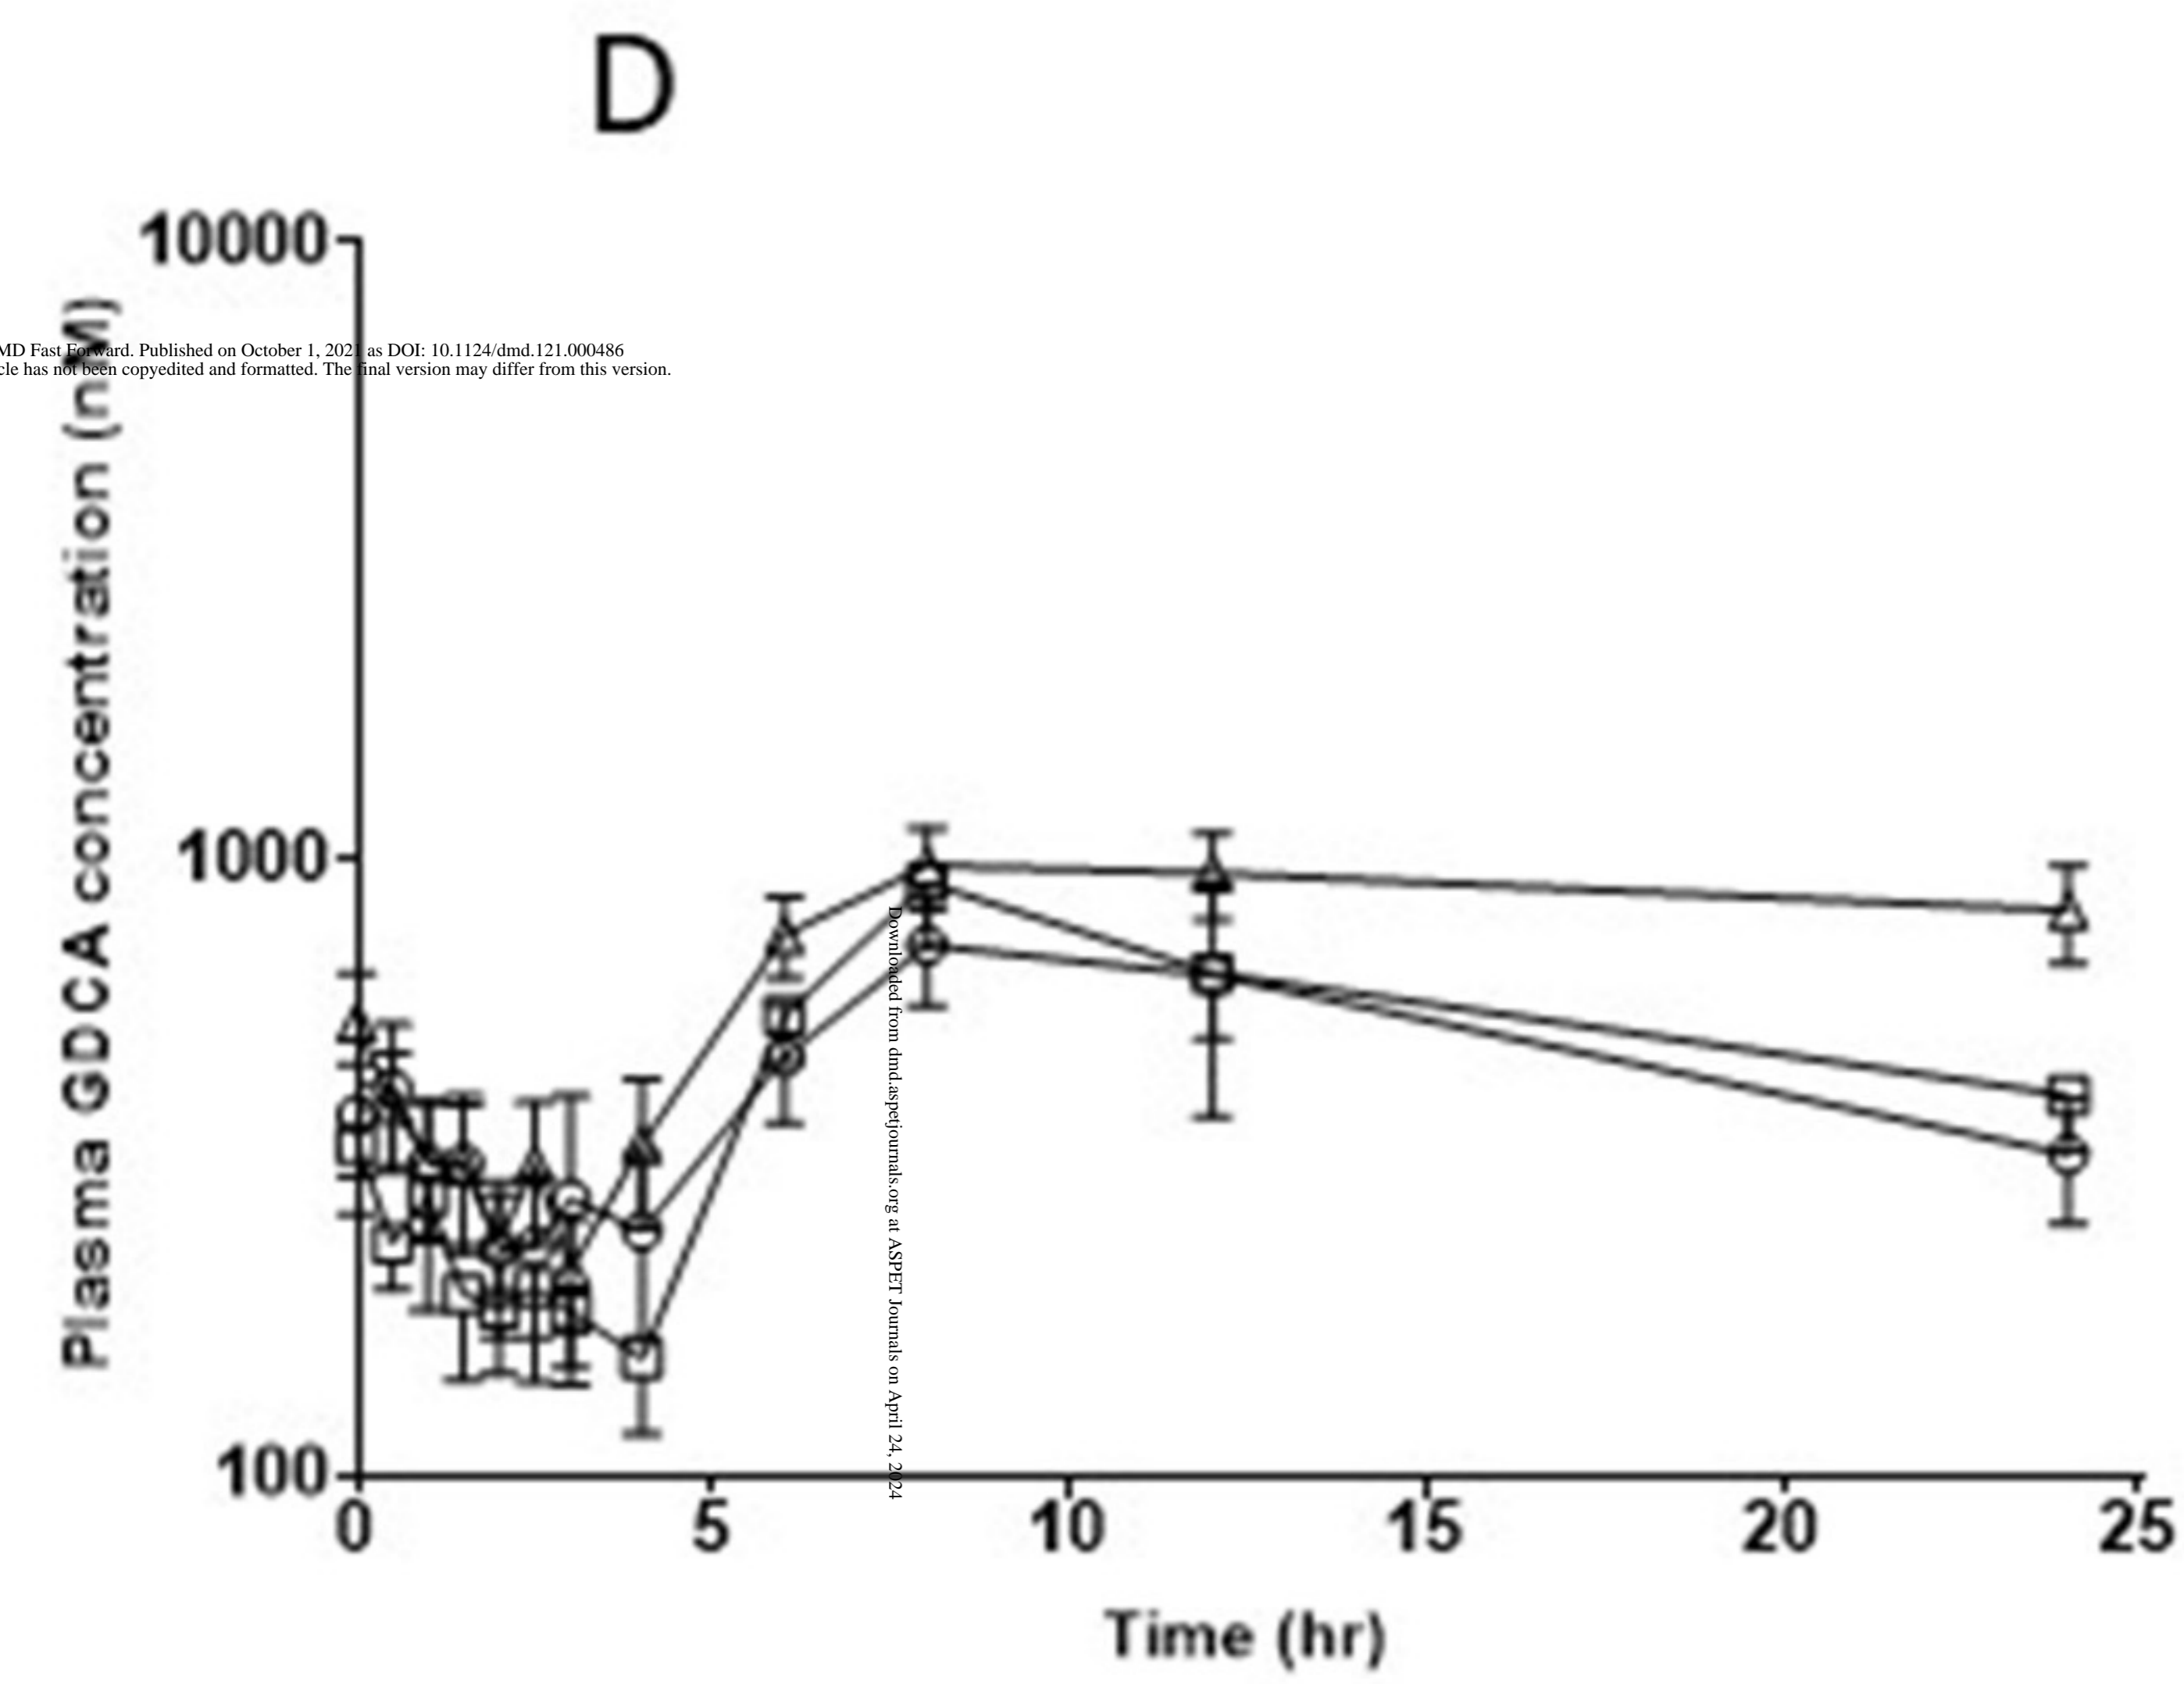 D
10000
MD Fast Forward. Published on October 1, 2021 as DOI: 10.1124/dmd.121.000486
cle has not been copyedited and formatted. The final version may differ from this version.
Plasma GDCA concentration (nM)
1000
100
Downloaded from dmd.aspetjournals.org at ASPET Journals on April 24, 2024
0 5 10 15 20 25
Time (hr)